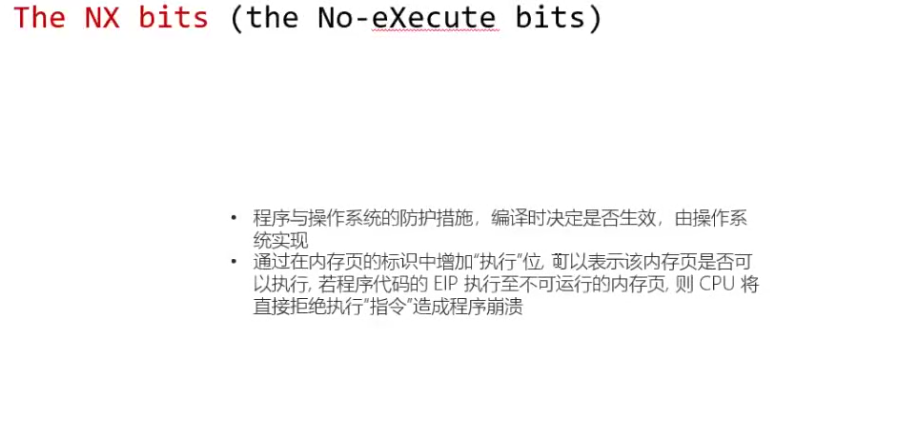 The NX bits (the No-eXecute bits)
• 程序与操作系统的防护措施，编译时决定是否生效，由操作系
统实现
• 通过在内存页的标识中增加“执行”位, 可以表示该内存页是否可
以执行, 若程序代码的 EIP 执行至不可运行的内存页, 则 CPU 将
直接拒绝执行“指令”造成程序崩溃